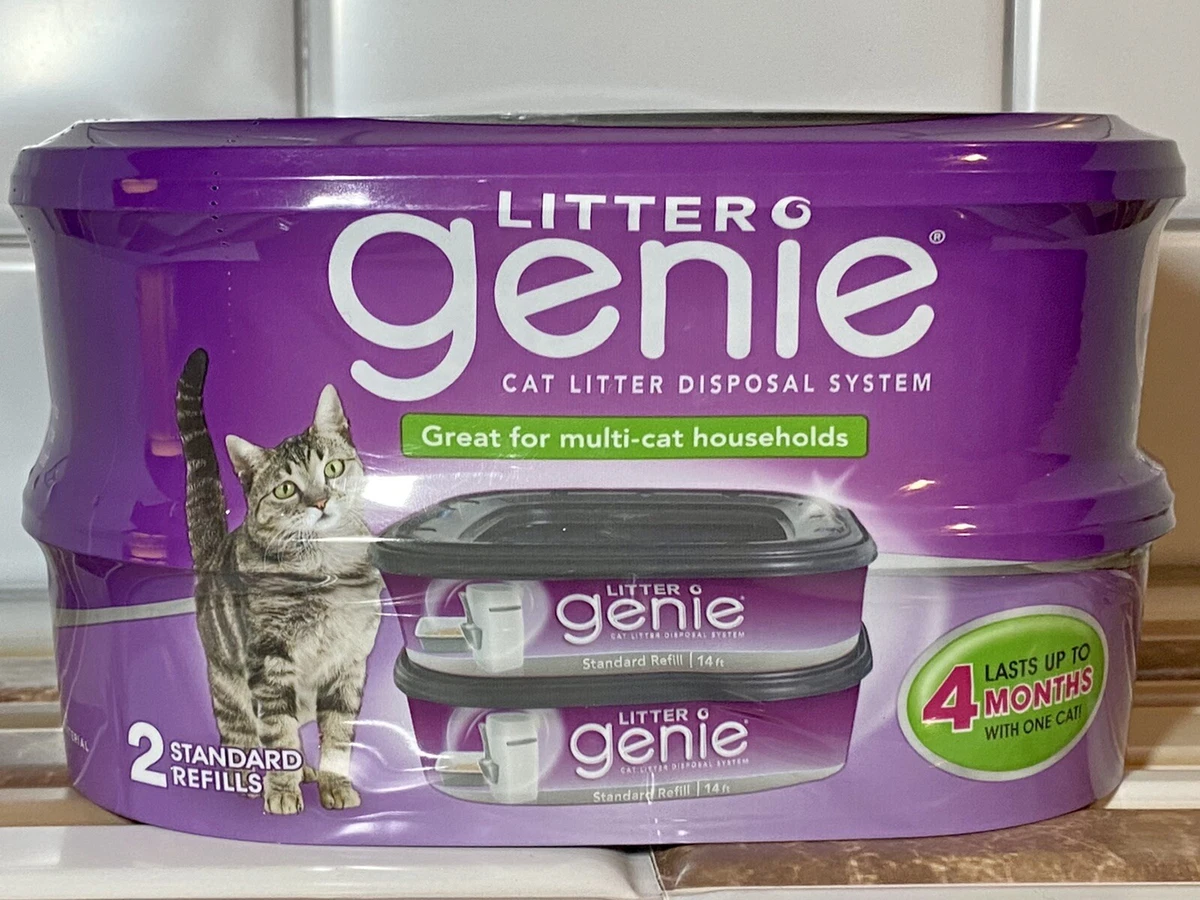 LITTER
genie®
CAT LITTER DISPOSAL SYSTEM
Great for multi-cat households
LITTER
genie
CAT LITTER DISPOSAL SYSTEM
Standard Refill | 14 ft
LITTER
genie
CAT LITTER DISPOSAL SYSTEM
Standard Refill | 14 ft
2 STANDARD
REFILLS
4 LASTS UP TO
MONTHS
WITH ONE CAT!